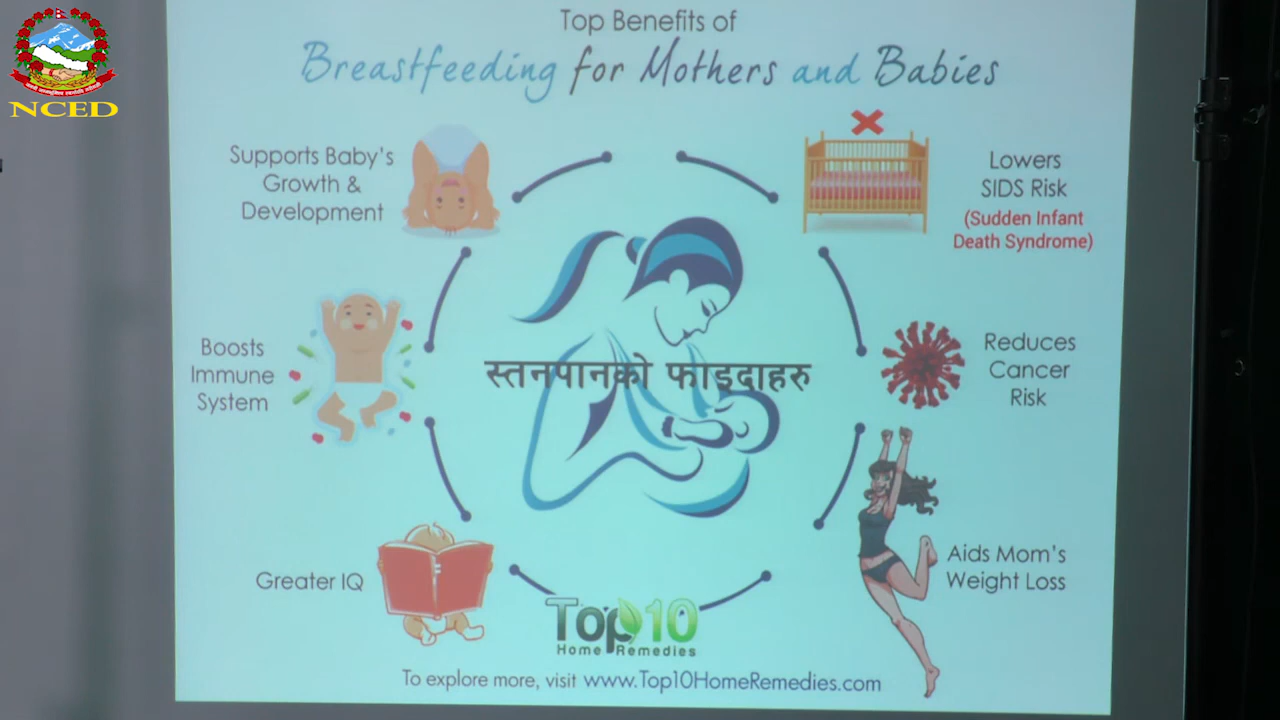 NCED
Top Benefits of
Breastfeeding for Mothers and Babies
Supports Baby's
Growth &
Development
Lowers
SIDS Risk
(Sudden Infant
Death Syndrome)
Boosts
Immune
System
स्तनपानको फाइदाहरु
Reduces
Cancer
Risk
Greater IQ
Aids Mom's
Weight Loss
Top 10
Home Remedies
To explore more, visit www.Top10HomeRemedies.com